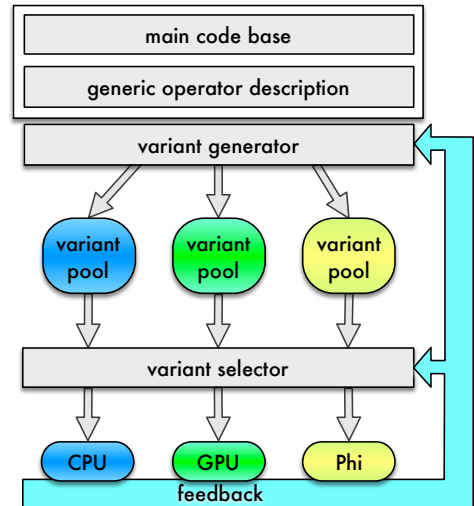 main code base
generic operator description
variant generator
variant
pool
variant
pool
variant
pool
variant selector
CPU
GPU
Phi
feedback